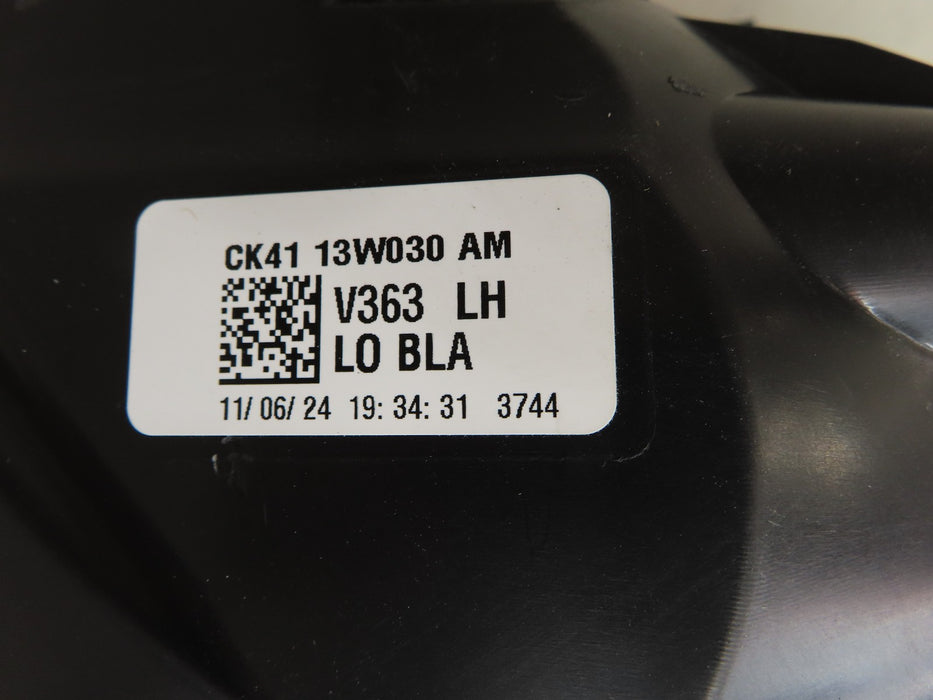 CK41 13W030 AM
V363 LH
LO BLA
11/ 06/ 24 19: 34: 31 3744